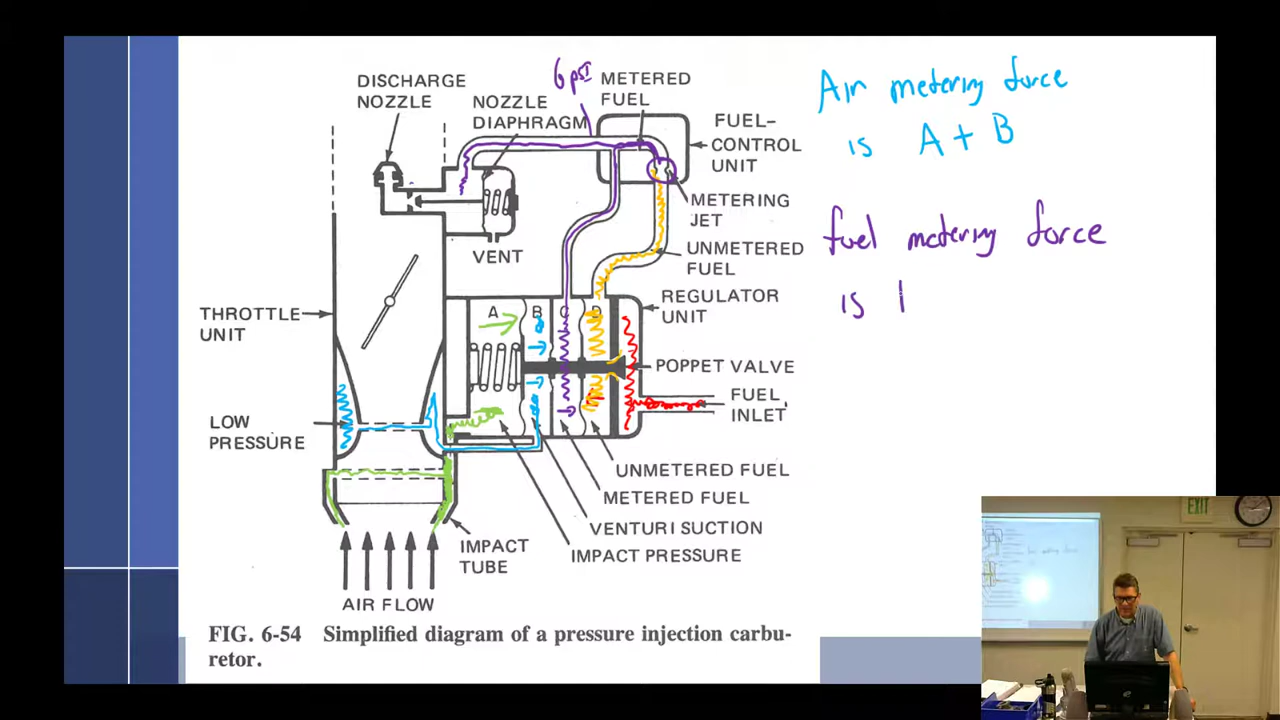 DISCHARGE
NOZZLE
NOZZLE
DIAPHRAGM
6 psi
METERED
FUEL
FUEL-
CONTROL
UNIT
METERING
JET
UNMETERED
FUEL
VENT
REGULATOR
UNIT
THROTTLE
UNIT
A
B
C
D
POPPET VALVE
FUEL
INLET
LOW
PRESSURE
UNMETERED FUEL
METERED FUEL
VENTURI SUCTION
IMPACT PRESSURE
IMPACT
TUBE
AIR FLOW
FIG. 6-54 Simplified diagram of a pressure injection carbu-
retor.
Air metering force
is A + B
fuel metering force
is
EXIT